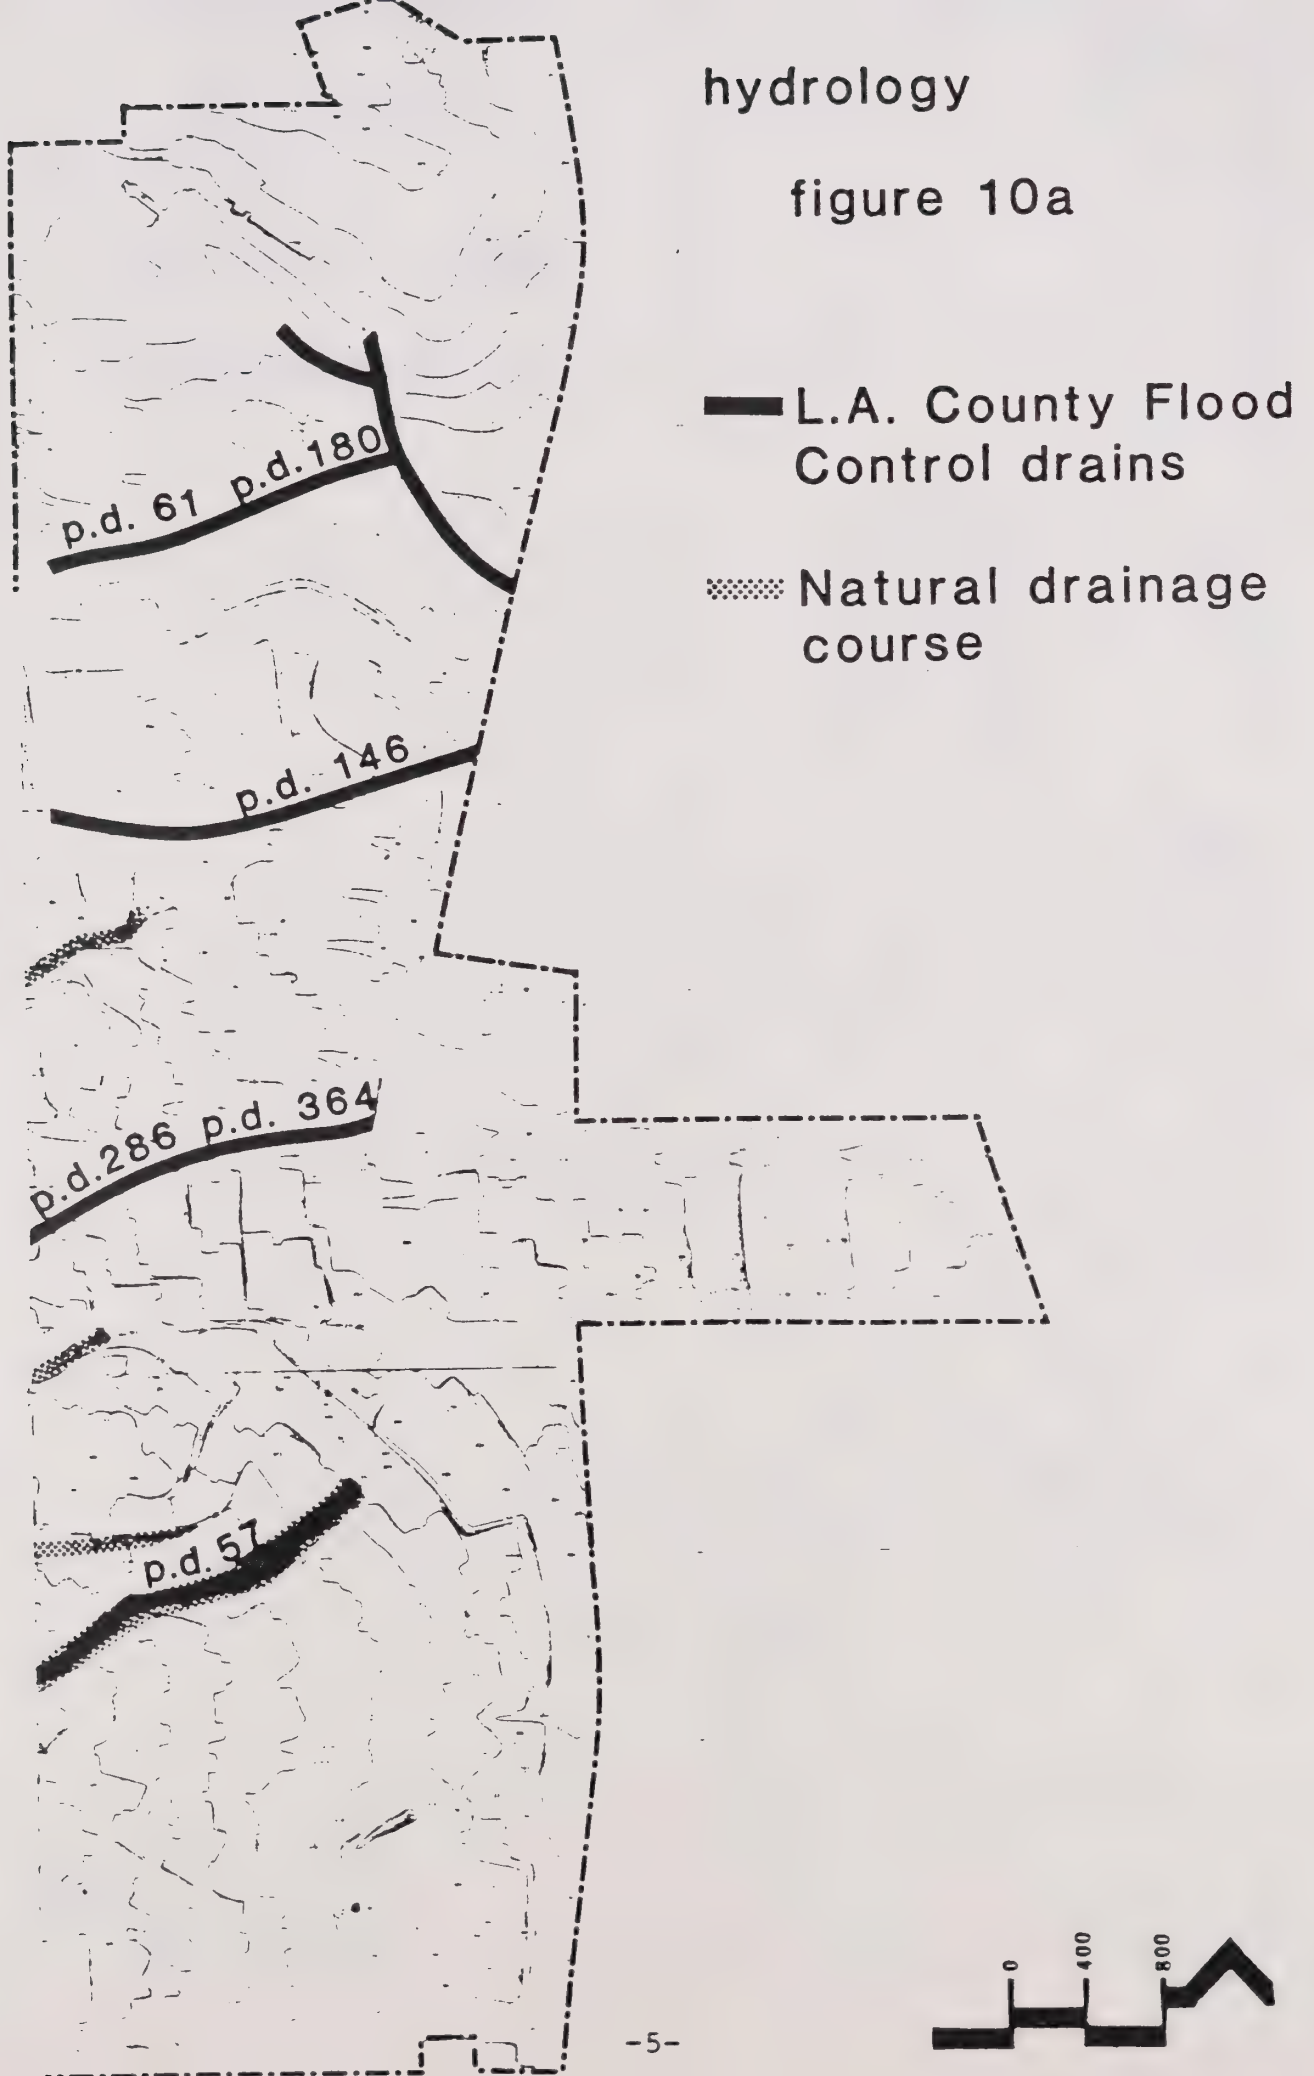 hydrology
figure 10a
L.A. County Flood
Control drains
Natural drainage
course
p.d. 61 p.d.180
p.d. 146
p.d.286 p.d. 364
p.d.57
0 400 800
-5-